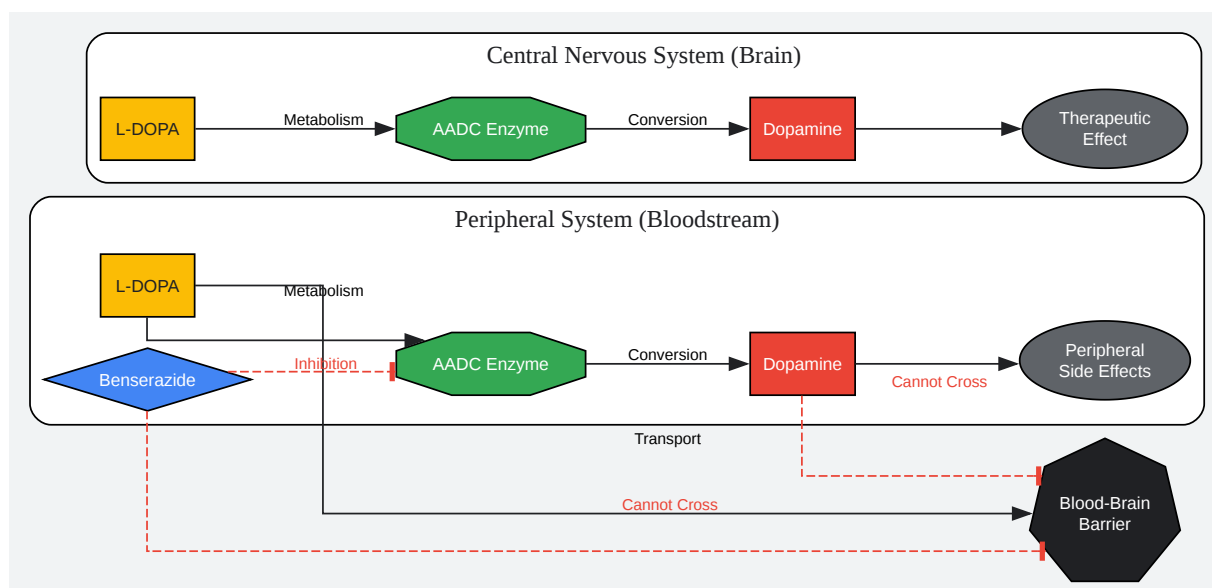 Central Nervous System (Brain)
L-DOPA
Metabolism
AADC Enzyme
Conversion
Dopamine
Therapeutic
Effect
Peripheral System (Bloodstream)
L-DOPA
Metabolism
Benserazide
Inhibition
AADC Enzyme
Conversion
Dopamine
Cannot Cross
Peripheral
Side Effects
Transport
Cannot Cross
Blood-Brain
Barrier